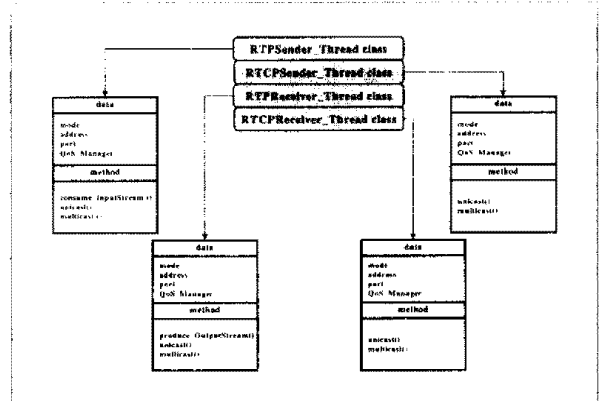 RTPSender_Thread class
RTCPSender_Thread class
RTPReceiver_Thread class
RTCPReceiver_Thread class
data
mode
address
port
QoS Manager
method
consume InputStream()
unicast()
multicast()
data
mode
address
port
QoS Manager
method
unicast()
multicast()
data
mode
address
port
QoS Manager
method
produce OutputStream()
unicast()
multicast()
data
mode
address
port
QoS Manager
method
unicast()
multicast()